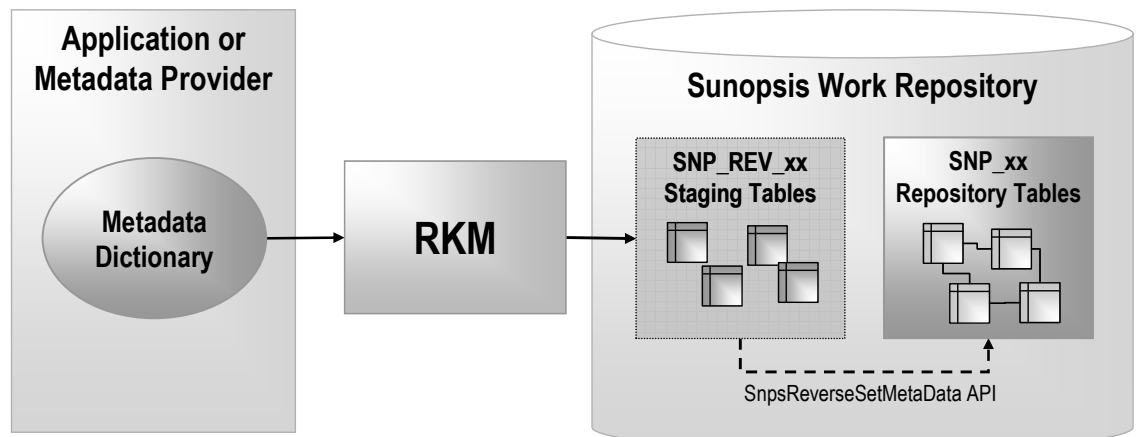 Application or
Metadata Provider
Metadata
Dictionary
RKM
Sunopsis Work Repository
SNP_REV_xx
Staging Tables
SNP_xx
Repository Tables
SnpsReverseSetMetaData API